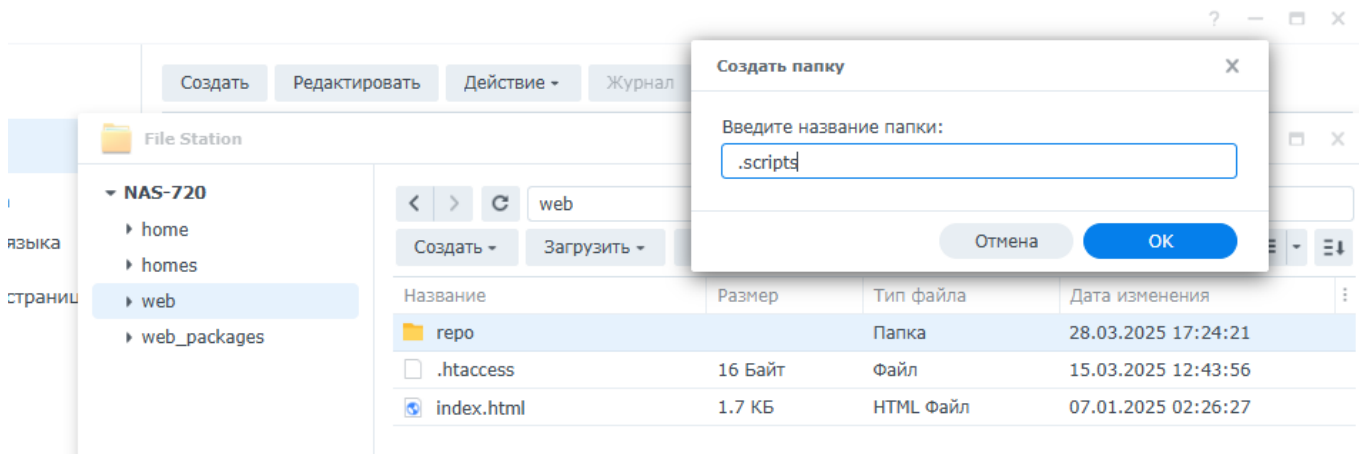 ?
Создать Редактировать Действие Журнал
Создать папку
Введите название папки:
.scripts
Отмена OK
File Station
NAS-720
home
homes
web
web_packages
языка
страниц
web
Создать Загрузить
Название Размер Тип файла Дата изменения
repo Папка 28.03.2025 17:24:21
.htaccess 16 Байт Файл 15.03.2025 12:43:56
index.html 1.7 КБ HTML Файл 07.01.2025 02:26:27